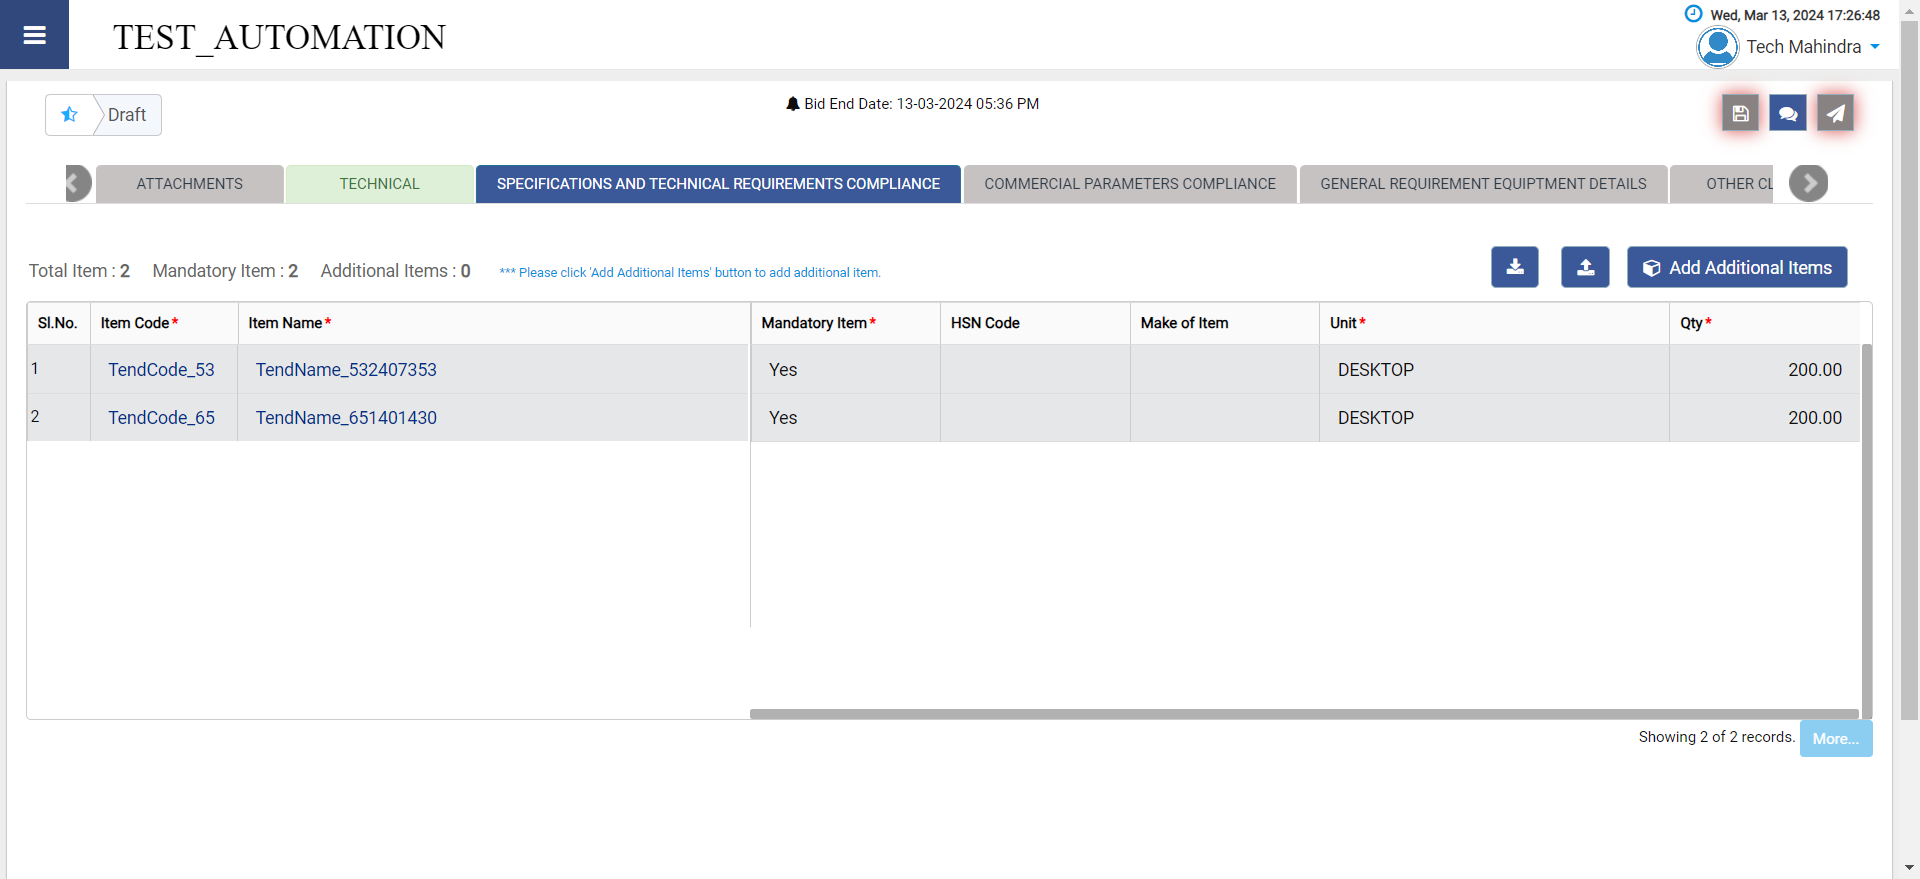 TEST_AUTOMATION
Wed, Mar 13, 2024 17:26:48
Tech Mahindra
Draft
Bid End Date: 13-03-2024 05:36 PM
ATTACHMENTS
TECHNICAL
SPECIFICATIONS AND TECHNICAL REQUIREMENTS COMPLIANCE
COMMERCIAL PARAMETERS COMPLIANCE
GENERAL REQUIREMENT EQUIPTMENT DETAILS
OTHER CL
Total Item : 2 Mandatory Item : 2 Additional Items : 0 *** Please click 'Add Additional Items' button to add additional item.
Add Additional Items
Sl.No. Item Code* Item Name* Mandatory Item* HSN Code Make of Item Unit* Qty*
1 TendCode_53 TendName_532407353 Yes DESKTOP 200.00
2 TendCode_65 TendName_651401430 Yes DESKTOP 200.00
Showing 2 of 2 records. More...